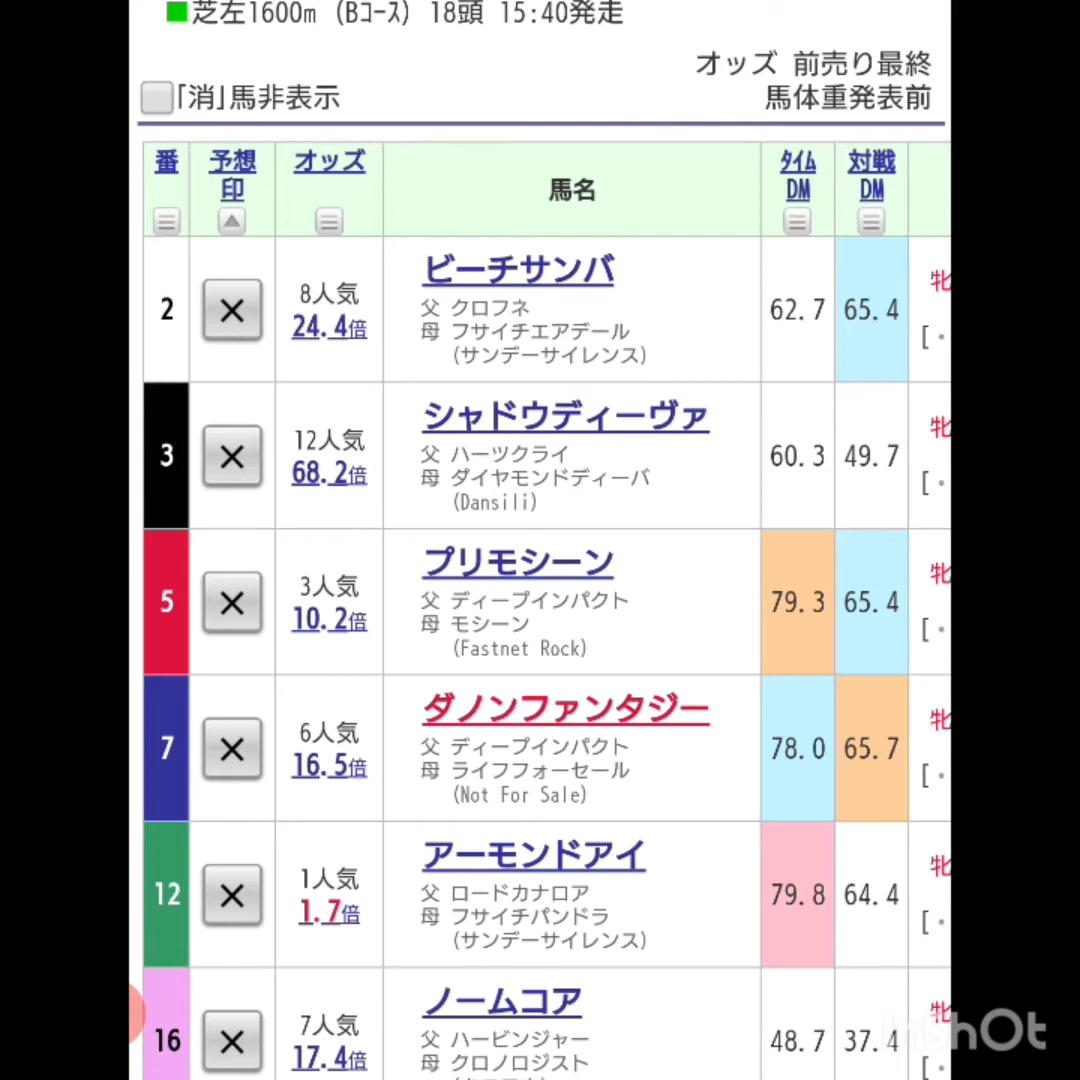 芝左1600m (Bコース) 18頭 15:40発走
オッズ 前売り最終
「消」馬非表示
馬体重発表前
番 予想印 オッズ 馬名 タイムDM 対戦DM
2 × 8人気 24.4倍 ビーチサンバ 62.7 65.4 牝
父 クロフネ
母 フサイチエアデール
(サンデーサイレンス)
3 × 12人気 68.2倍 シャドウディーヴァ 60.3 49.7 牝
父 ハーツクライ
母 ダイヤモンドディーバ
(Dansili)
5 × 3人気 10.2倍 プリモシーン 79.3 65.4 牝
父 ディープインパクト
母 モシーン
(Fastnet Rock)
7 × 6人気 16.5倍 ダノンファンタジー 78.0 65.7 牝
父 ディープインパクト
母 ライフフォーセール
(Not For Sale)
12 × 1人気 1.7倍 アーモンドアイ 79.8 64.4 牝
父 ロードカナロア
母 フサイチパンドラ
(サンデーサイレンス)
16 × 7人気 17.4倍 ノームコア 48.7 37.4 牝
父 ハービンジャー
母 クロノロジスト
InShOt